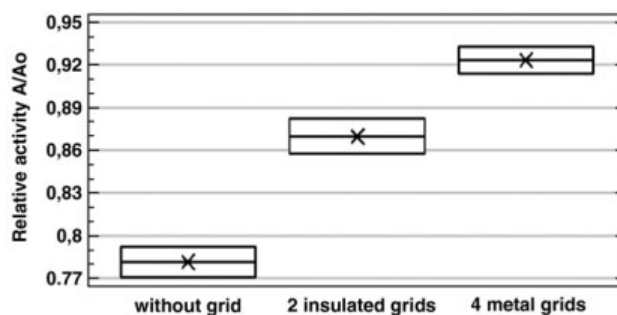 Relative activity A/Ao
0,95
0,92
0,89
0,86
0,83
0,8
0.77
without grid
2 insulated grids
4 metal grids